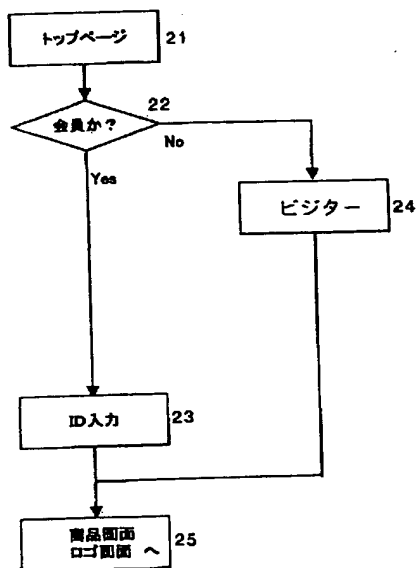 トップページ 21
会員か? 22
No
Yes
ビジター 24
ID入力 23
商品画面
ロゴ画面 へ 25